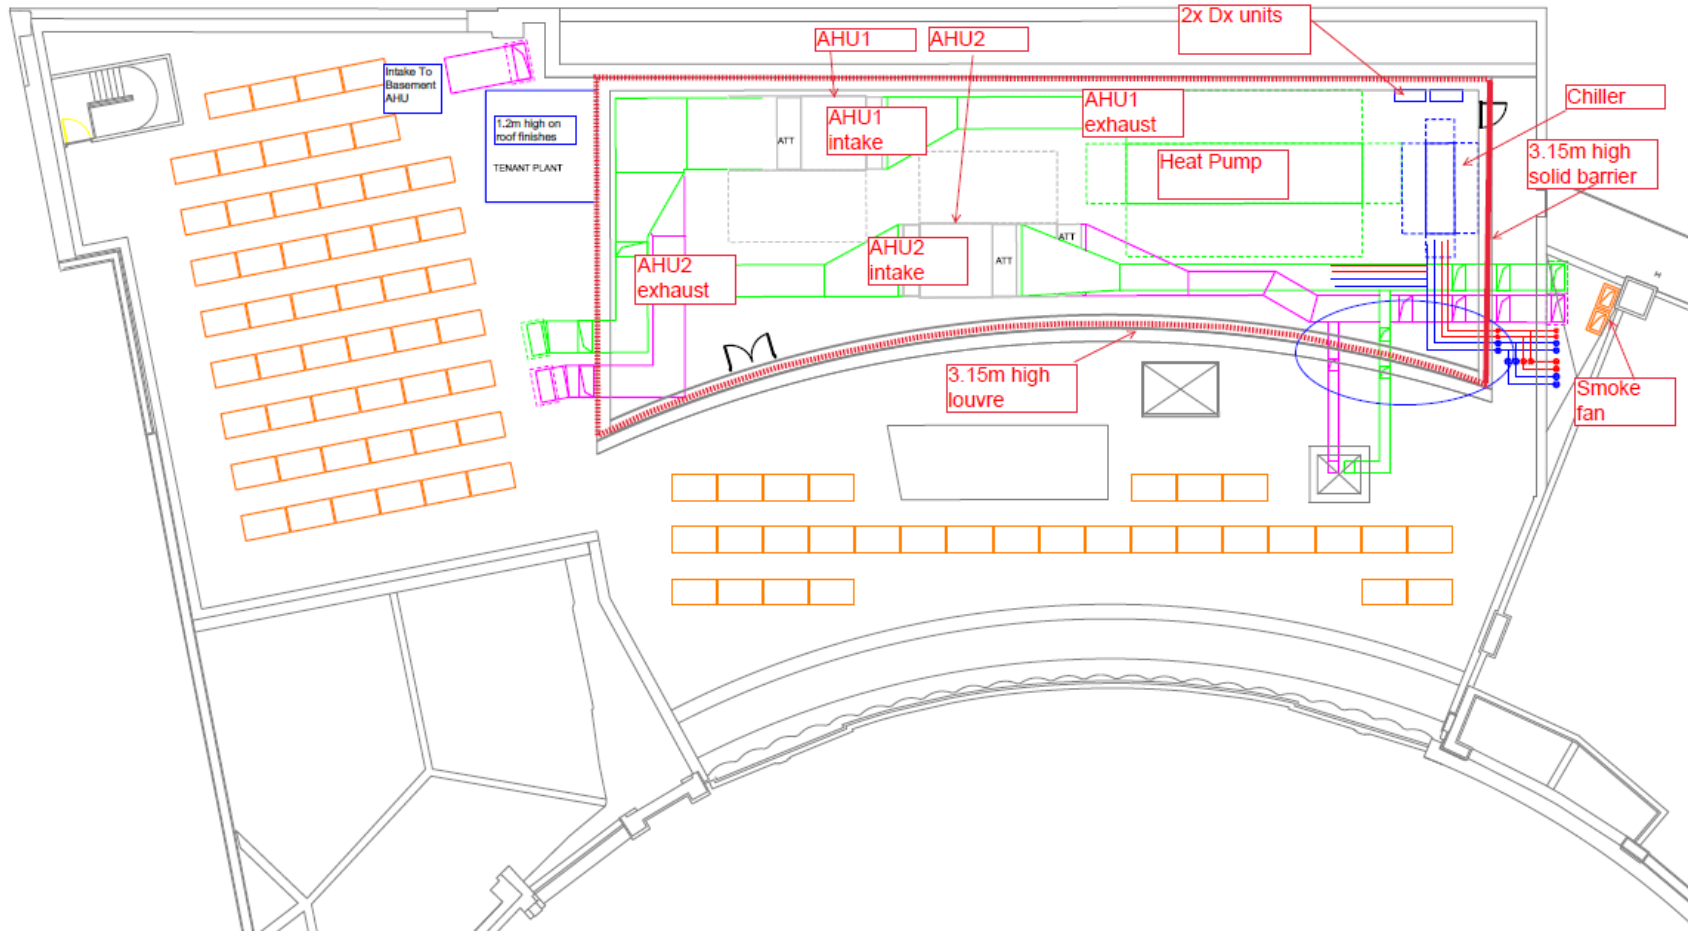 2x Dx units
AHU1
AHU2
Intake To
Basement
AHU
1.2m high on
roof finishes
TENANT PLANT
ATT
AHU1
intake
AHU1
exhaust
Chiller
Heat Pump
3.15m high
solid barrier
AHU2
exhaust
AHU2
intake
ATT
ATT
H
3.15m high
louvre
Smoke
fan